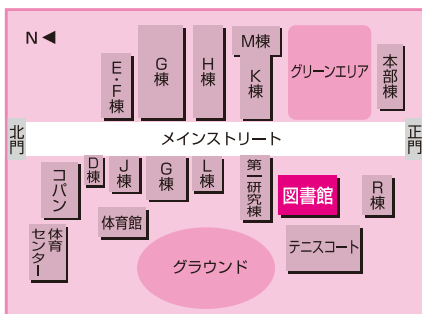 N◀
E・F棟
G棟
H棟
M棟
K棟
グリーンエリア
本部棟
北門
メインストリート
正門
コパン
D棟
J棟
G棟
L棟
第一研究棟
図書館
R棟
体育センター
体育館
グラウンド
テニスコート